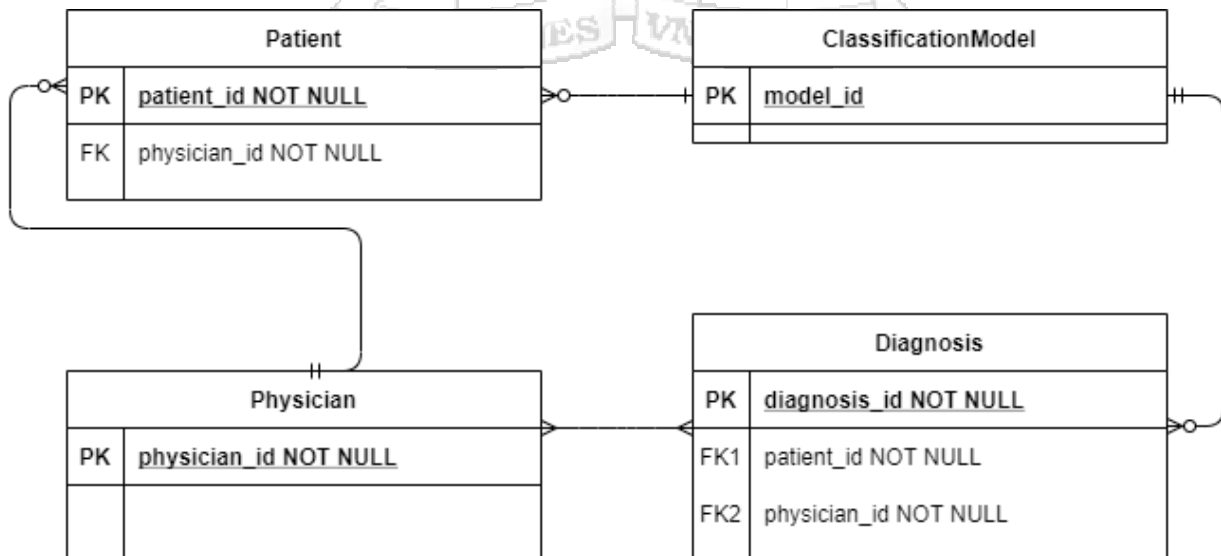 Patient
PK patient_id NOT NULL
FK physician_id NOT NULL
ClassificationModel
PK model_id
Physician
PK physician_id NOT NULL
Diagnosis
PK diagnosis_id NOT NULL
FK1 patient_id NOT NULL
FK2 physician_id NOT NULL